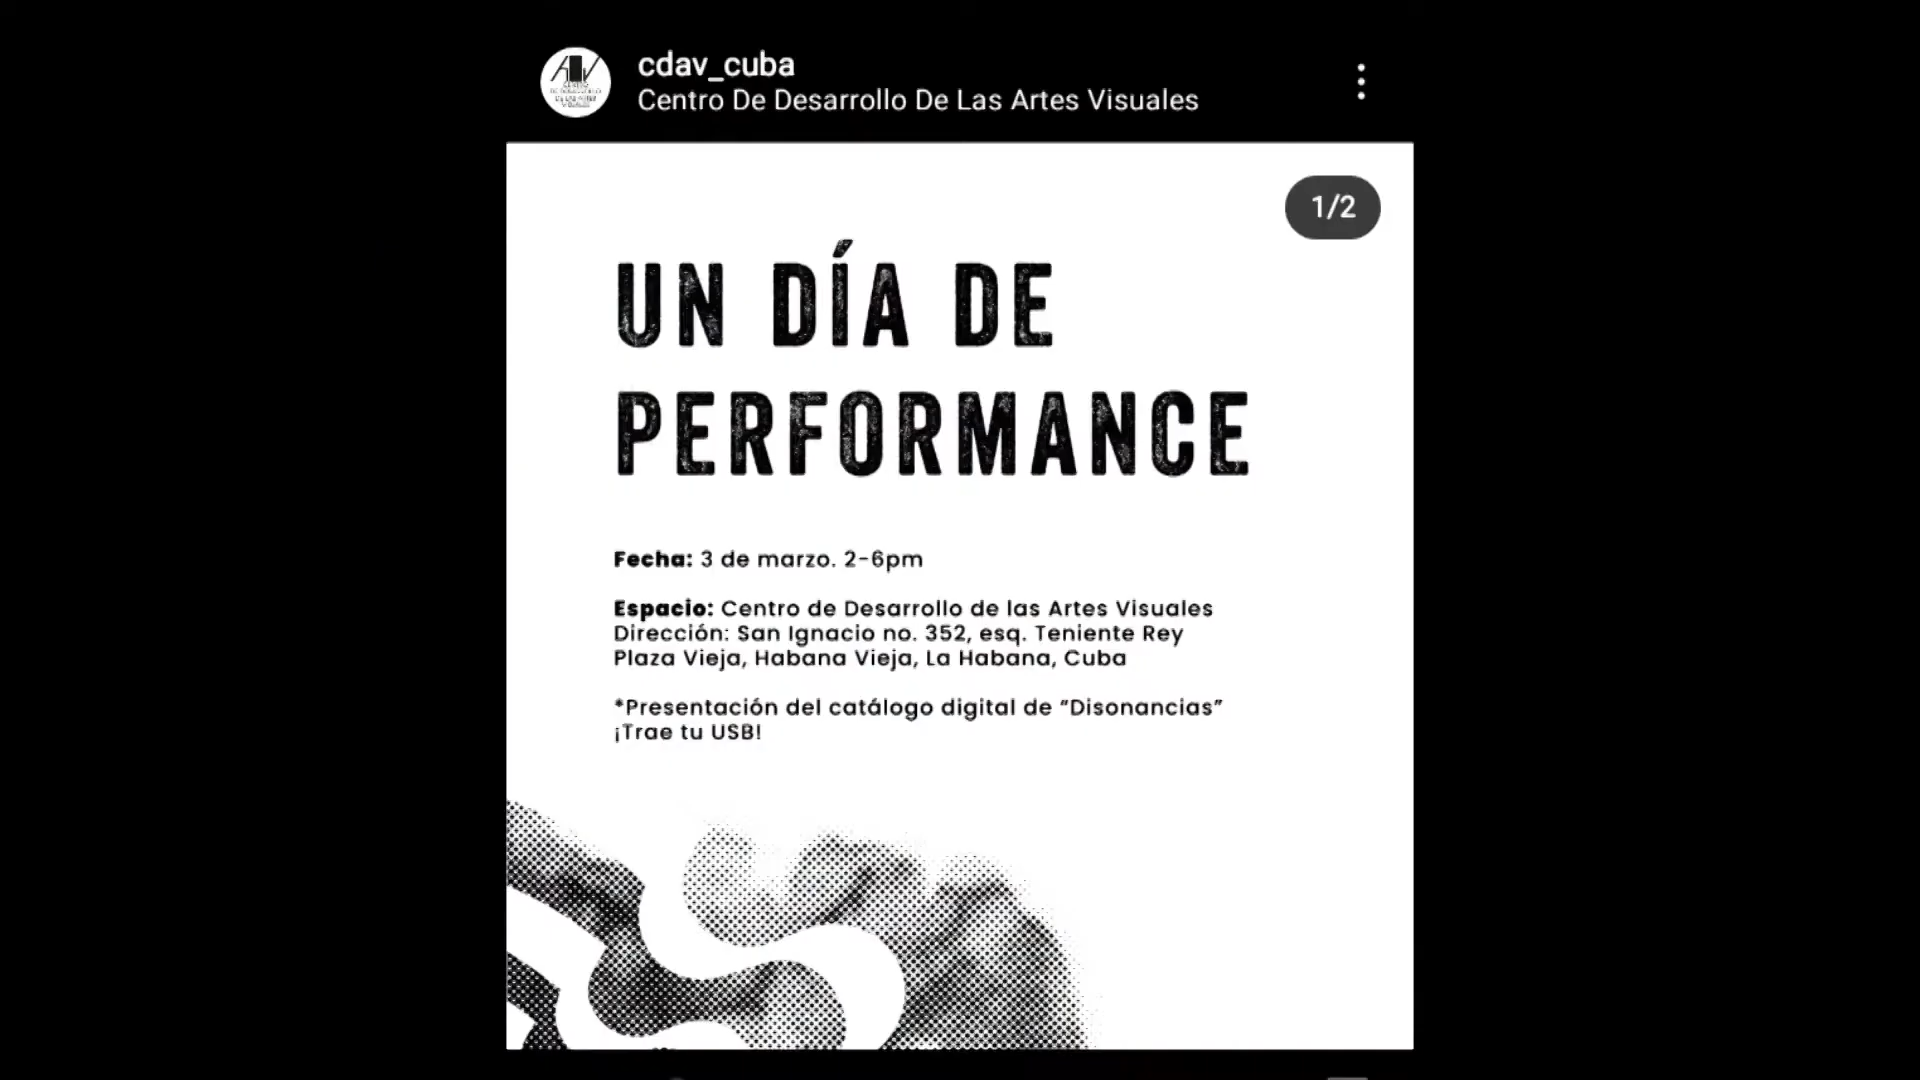 cdav_cuba
Centro De Desarrollo De Las Artes Visuales
1/2
UN DÍA DE
PERFORMANCE
Fecha: 3 de marzo. 2-6pm
Espacio: Centro de Desarrollo de las Artes Visuales
Dirección: San Ignacio no. 352, esq. Teniente Rey
Plaza Vieja, Habana Vieja, La Habana, Cuba
*Presentación del catálogo digital de “Disonancias”
¡Trae tu USB!